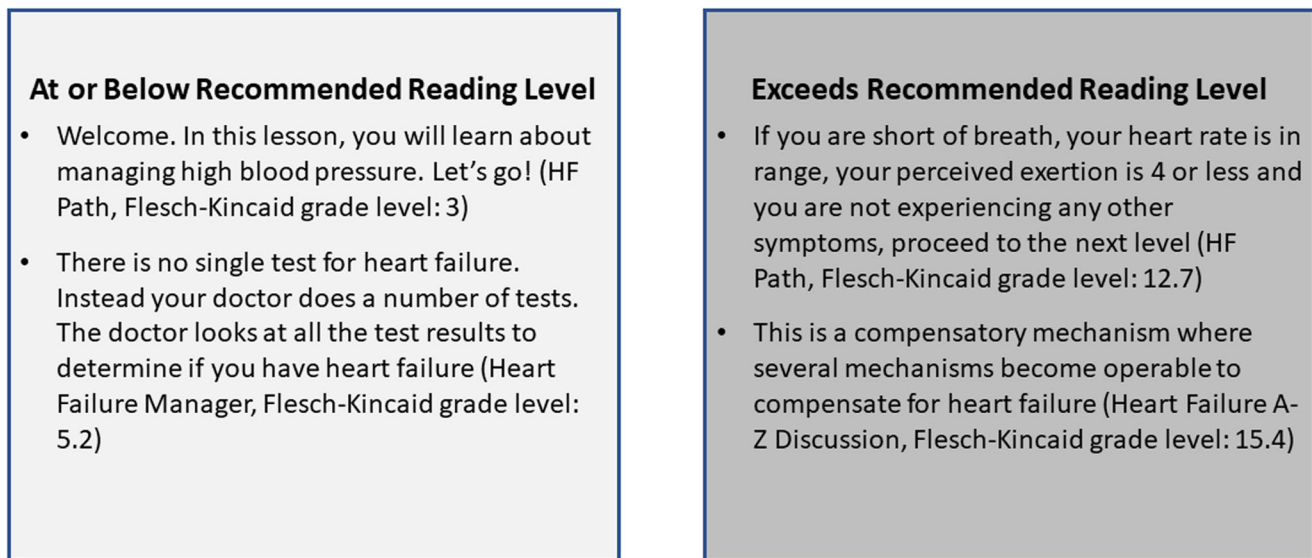 At or Below Recommended Reading Level
• Welcome. In this lesson, you will learn about
managing high blood pressure. Let’s go! (HF
Path, Flesch-Kincaid grade level: 3)
• There is no single test for heart failure.
Instead your doctor does a number of tests.
The doctor looks at all the test results to
determine if you have heart failure (Heart
Failure Manager, Flesch-Kincaid grade level:
5.2)
Exceeds Recommended Reading Level
• If you are short of breath, your heart rate is in
range, your perceived exertion is 4 or less and
you are not experiencing any other
symptoms, proceed to the next level (HF
Path, Flesch-Kincaid grade level: 12.7)
• This is a compensatory mechanism where
several mechanisms become operable to
compensate for heart failure (Heart Failure A-
Z Discussion, Flesch-Kincaid grade level: 15.4)